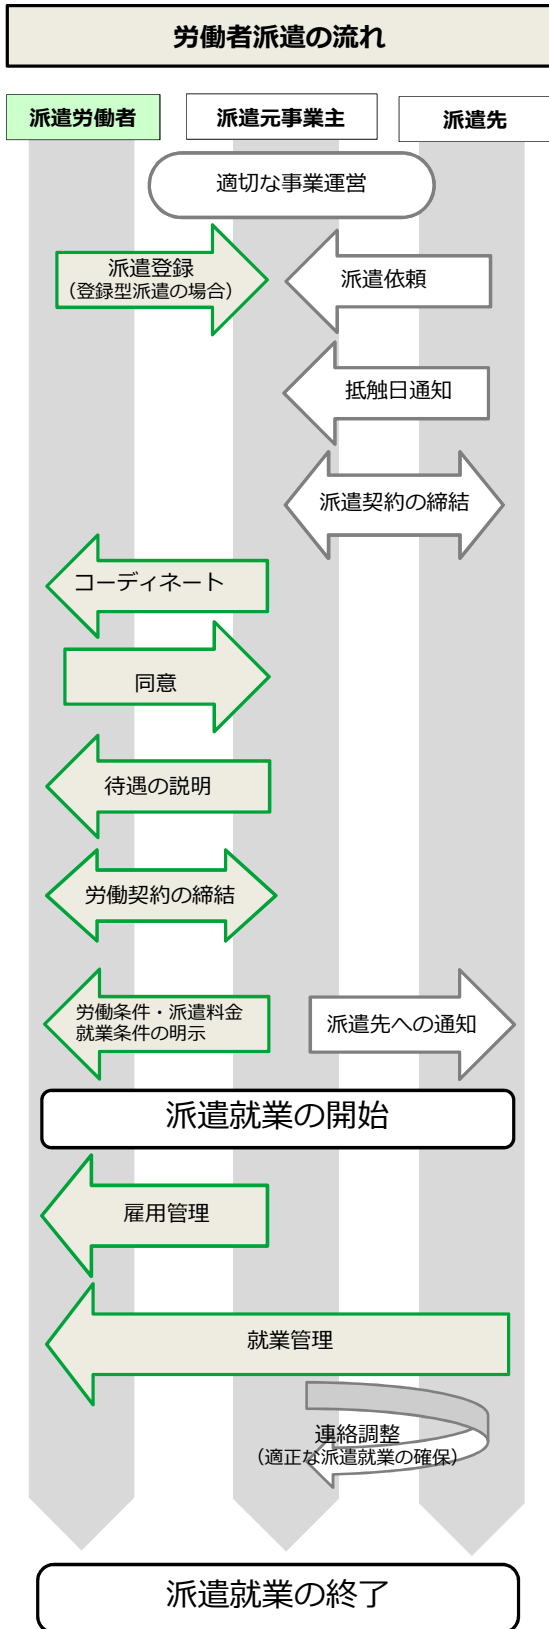 労働者派遣の流れ
派遣労働者
派遣元事業主
派遣先
適切な事業運営
派遣登録
（登録型派遣の場合）
派遣依頼
抵触日通知
派遣契約の締結
コーディネート
同意
待遇の説明
労働契約の締結
労働条件・派遣料金
就業条件の明示
派遣先への通知
派遣就業の開始
雇用管理
就業管理
連絡調整
（適正な派遣就業の確保）
派遣就業の終了